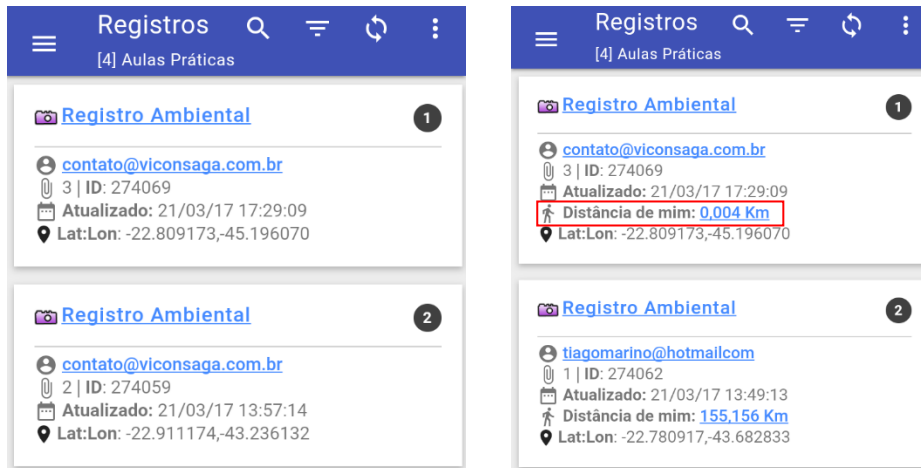 Registros
[4] Aulas Práticas
Registro Ambiental
1
contato@viconsaga.com.br
3 | ID: 274069
Atualizado: 21/03/17 17:29:09
Lat:Lon: -22.809173,-45.196070
Registro Ambiental
2
contato@viconsaga.com.br
2 | ID: 274059
Atualizado: 21/03/17 13:57:14
Lat:Lon: -22.911174,-43.236132
Registros
[4] Aulas Práticas
Registro Ambiental
1
contato@viconsaga.com.br
3 | ID: 274069
Atualizado: 21/03/17 17:29:09
Distância de mim: 0,004 Km
Lat:Lon: -22.809173,-45.196070
Registro Ambiental
2
tiagomarino@hotmailcom
1 | ID: 274062
Atualizado: 21/03/17 13:49:13
Distância de mim: 155,156 Km
Lat:Lon: -22.780917,-43.682833